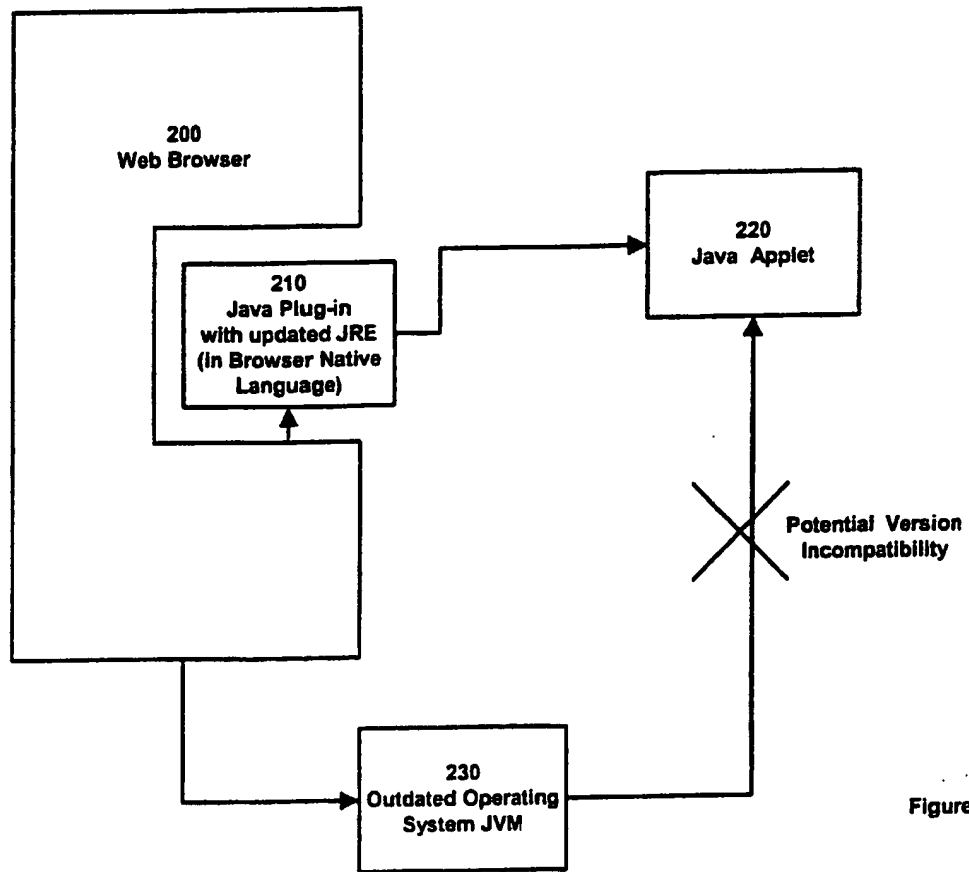 200
Web Browser
210
Java Plug-in
with updated JRE
(in Browser Native
Language)
220
Java Applet
Potential Version
Incompatibility
230
Outdated Operating
System JVM
Figure